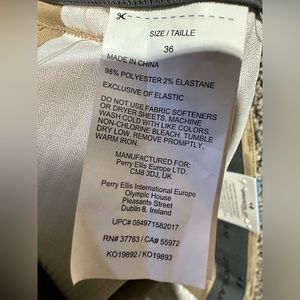 SIZE / TAILLE
36
MADE IN CHINA
98% POLYESTER 2% ELASTANE
EXCLUSIVE OF ELASTIC
DO NOT USE FABRIC SOFTENERS
OR DRYER SHEETS. MACHINE
WASH COLD WITH LIKE COLORS.
NON-CHLORINE BLEACH. TUMBLE
DRY LOW. REMOVE PROMPTLY.
WARM IRON.
MANUFACTURED FOR:
Perry Ellis Europe
CM8 3DJ, UK
Perry Ellis International Europe
Olympic House
Pleasants Street
Dublin 8, Ireland
UPC# 084971582017
RN# 37763 / CA# 55972
KO19892 / KO19893